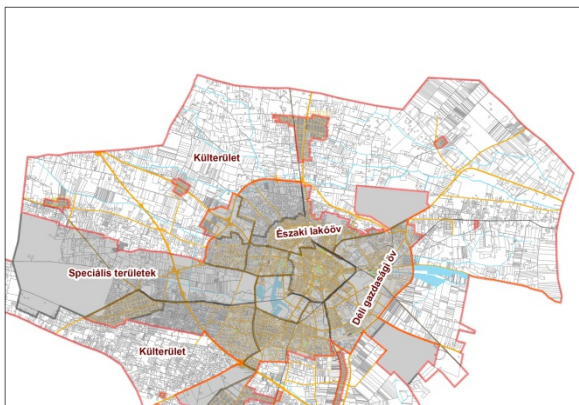 Külterület
Északi lakóöv
Speciális területek
Déli gazdasági öv
Külterület